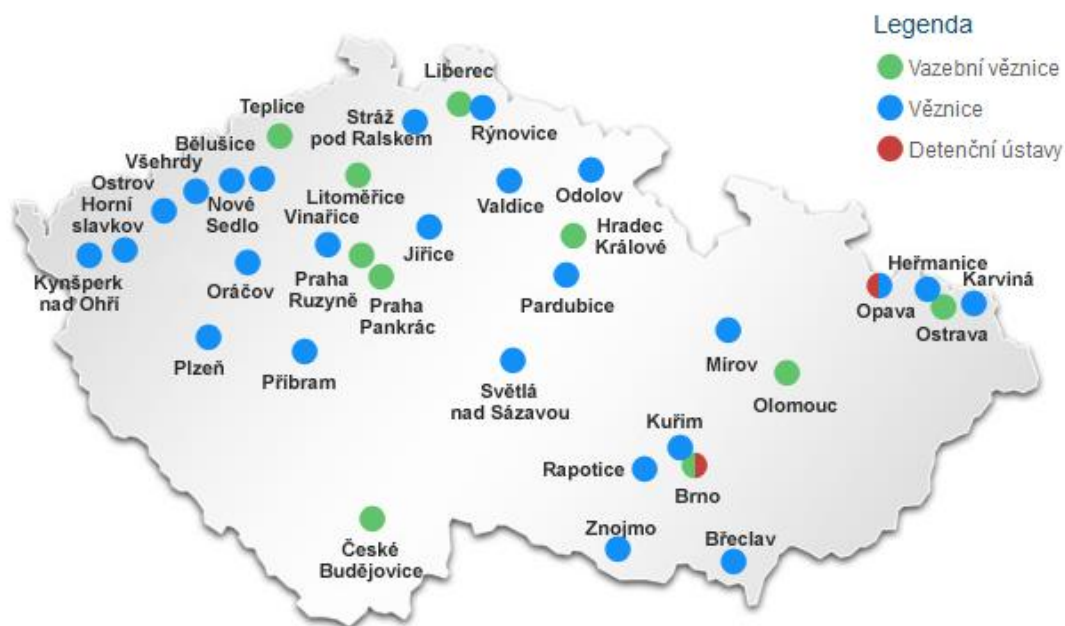 Legenda
Vazební věznice
Věznice
Detenční ústavy
Liberec
Teplice
Stráž
pod Ralskem
Rýnovice
Bělušice
Všehrdy
Ostrov
Horní
slavkov
Nové
Sedlo
Litoměřice
Vinařice
Valdice
Odolov
Hradec
Králové
Jiřice
Kynšperk
nad Ohří
Oráčov
Praha
Ruzyně
Praha
Pankrác
Pardubice
Heřmanice
Karviná
Opava
Ostrava
Plzeň
Příbram
Světlá
nad Sázavou
Mírov
Olomouc
Kuřim
Rapotice
Brno
Znojmo
Břeclav
České
Budějovice